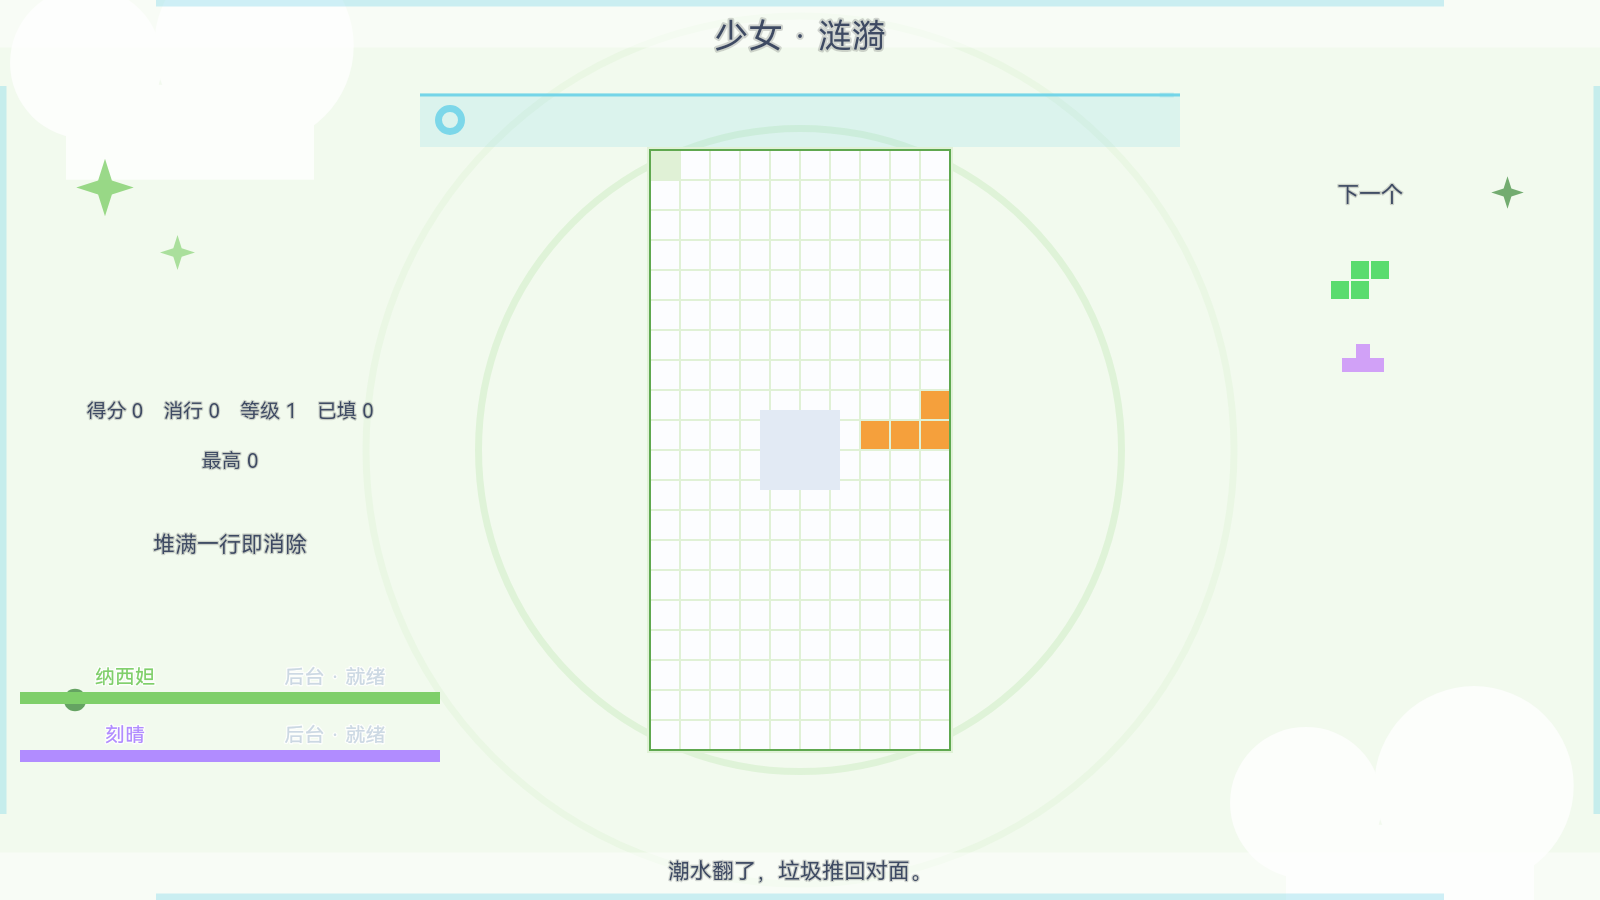 少女 · 涟漪
下一个
得分 0 消行 0 等级 1 已填 0
最高 0
堆满一行即消除
纳西妲 后台 · 就绪
刻晴 后台 · 就绪
潮水翻了，垃圾推回对面。